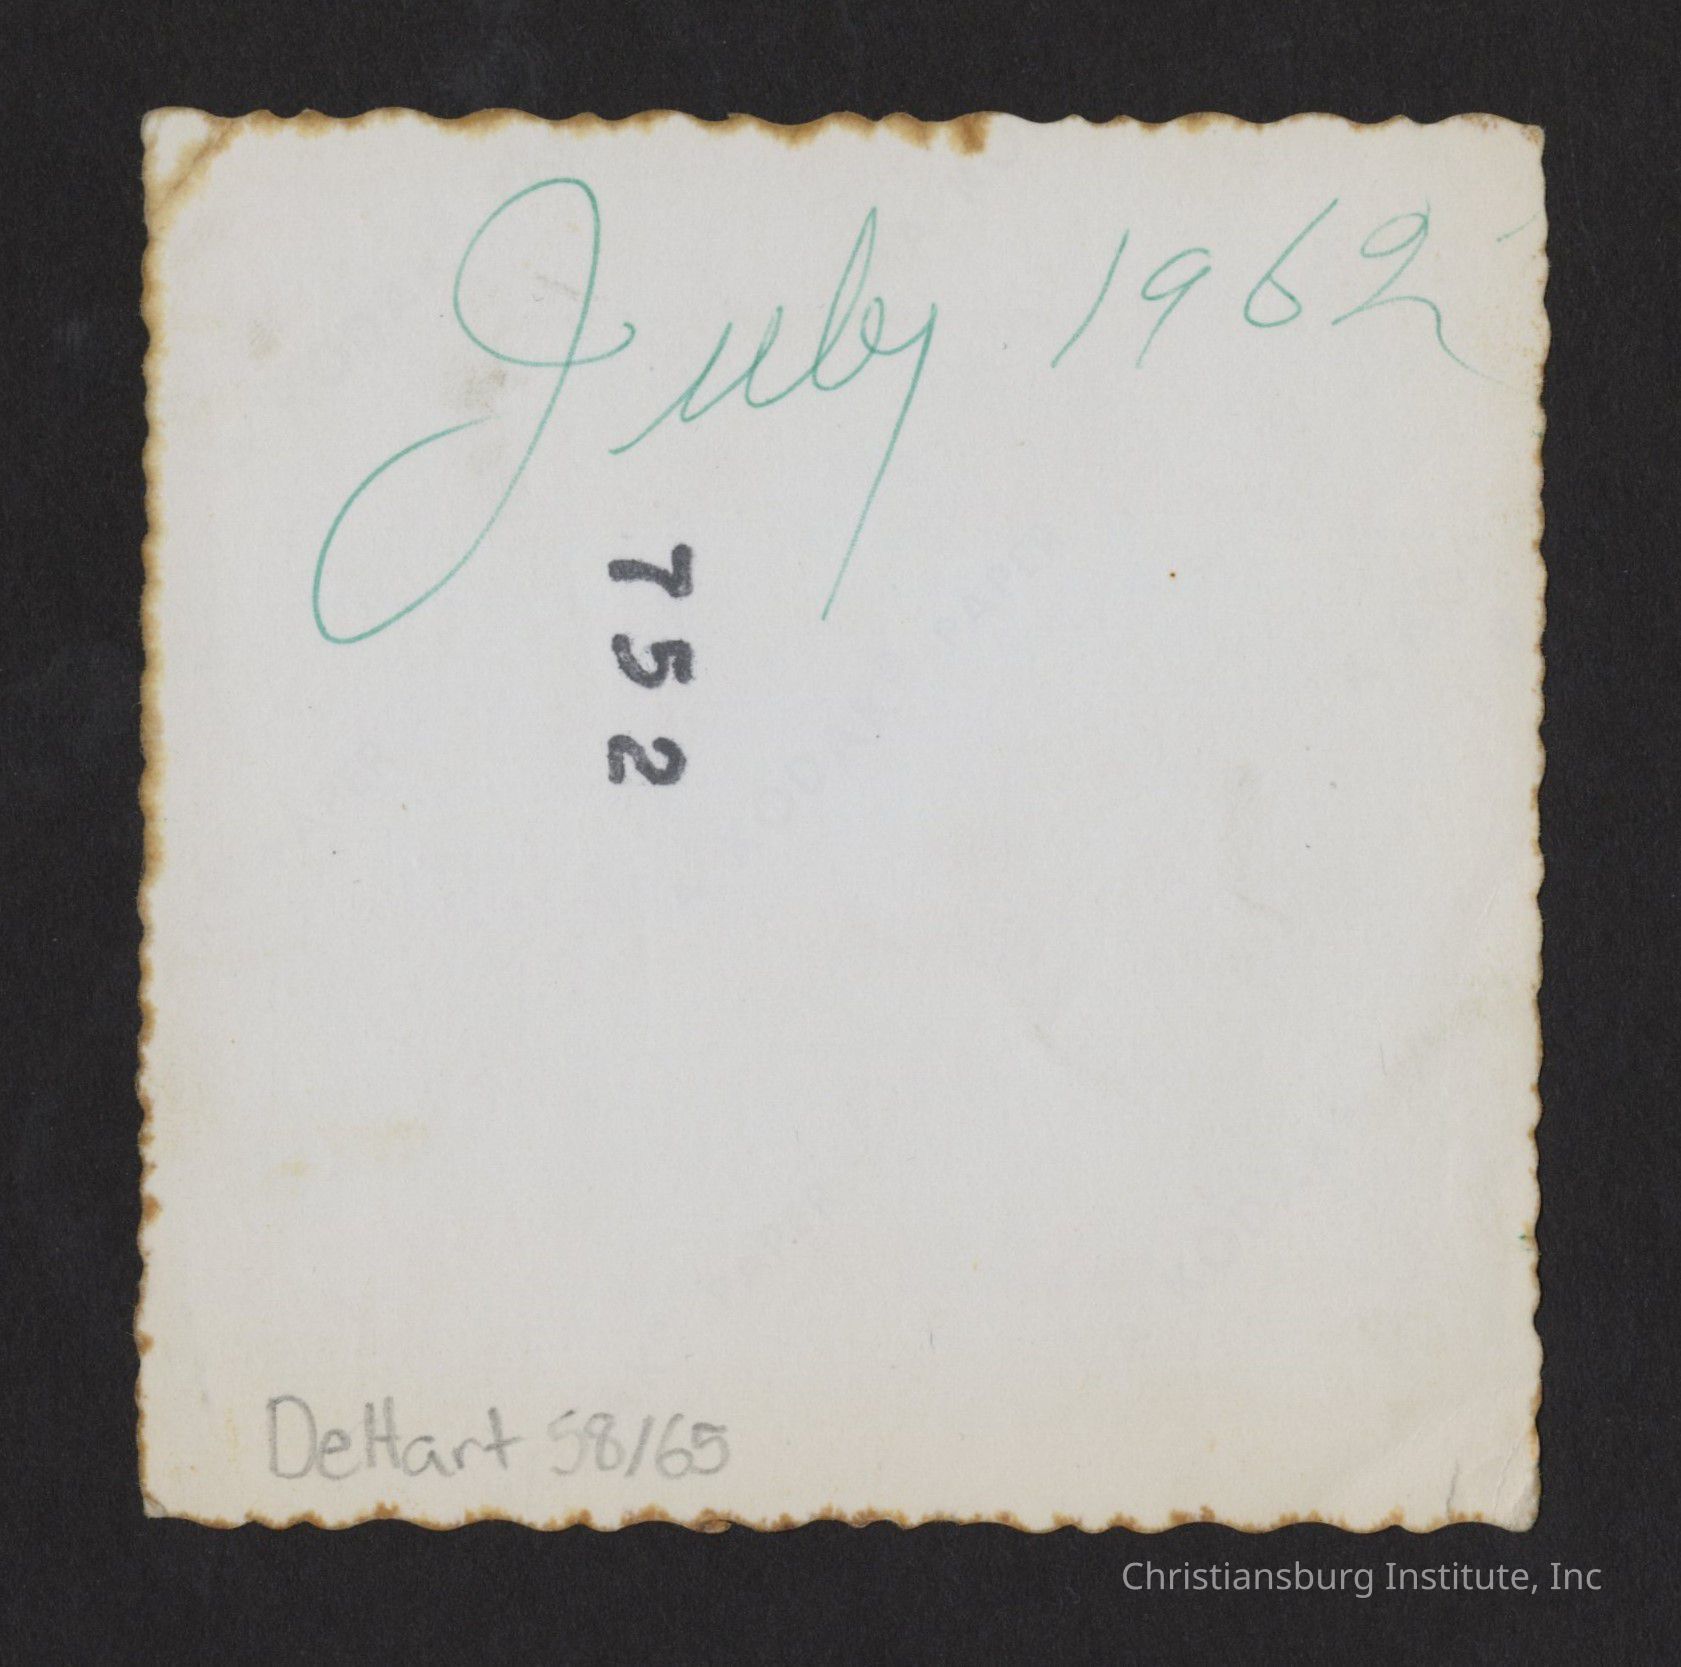 July 1962
752
DeHart 58/65
Christiansburg Institute, Inc